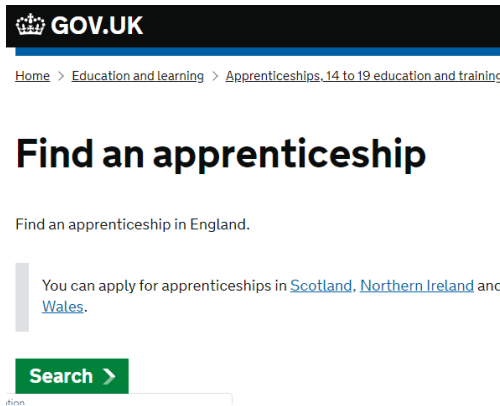 GOV.UK
Home > Education and learning > Apprenticeships, 14 to 19 education and training
Find an apprenticeship
Find an apprenticeship in England.
You can apply for apprenticeships in Scotland, Northern Ireland and
Wales.
Search